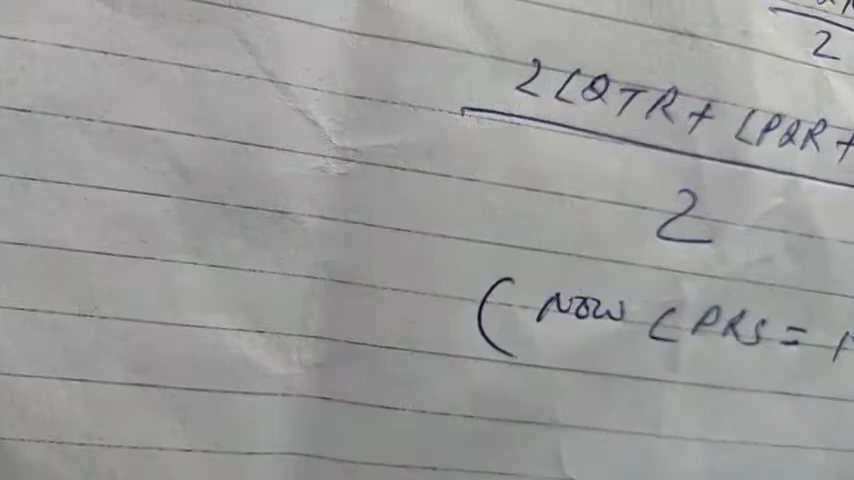 2
2∠QTR + ∠PQR +
2
( NOW ∠PRS =